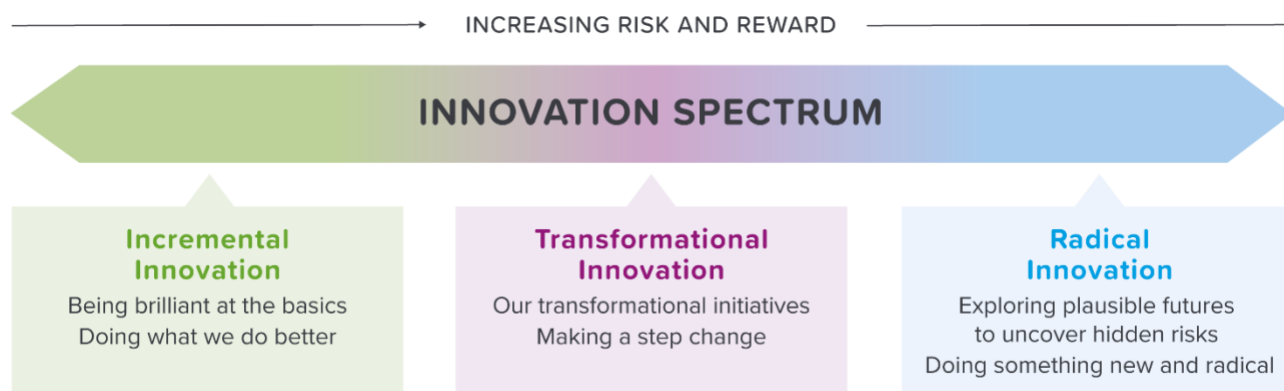 INCREASING RISK AND REWARD
INNOVATION SPECTRUM
Incremental
Innovation
Being brilliant at the basics
Doing what we do better
Transformational
Innovation
Our transformational initiatives
Making a step change
Radical
Innovation
Exploring plausible futures
to uncover hidden risks
Doing something new and radical